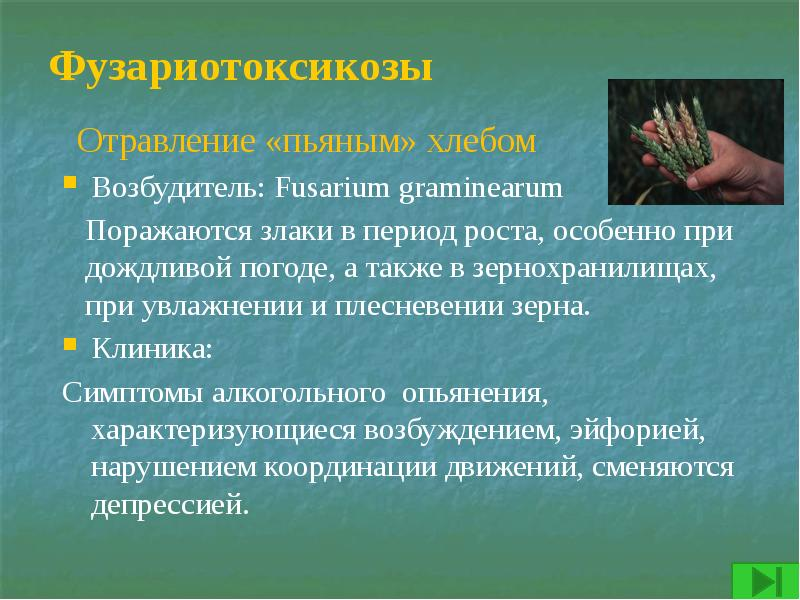 Фузариотоксикозы
Отравление «пьяным» хлебом
Возбудитель: Fusarium graminearum
Поражаются злаки в период роста, особенно при
дождливой погоде, а также в зернохранилищах,
при увлажнении и плесневении зерна.
Клиника:
Симптомы алкогольного опьянения,
характеризующиеся возбуждением, эйфорией,
нарушением координации движений, сменяются
депрессией.